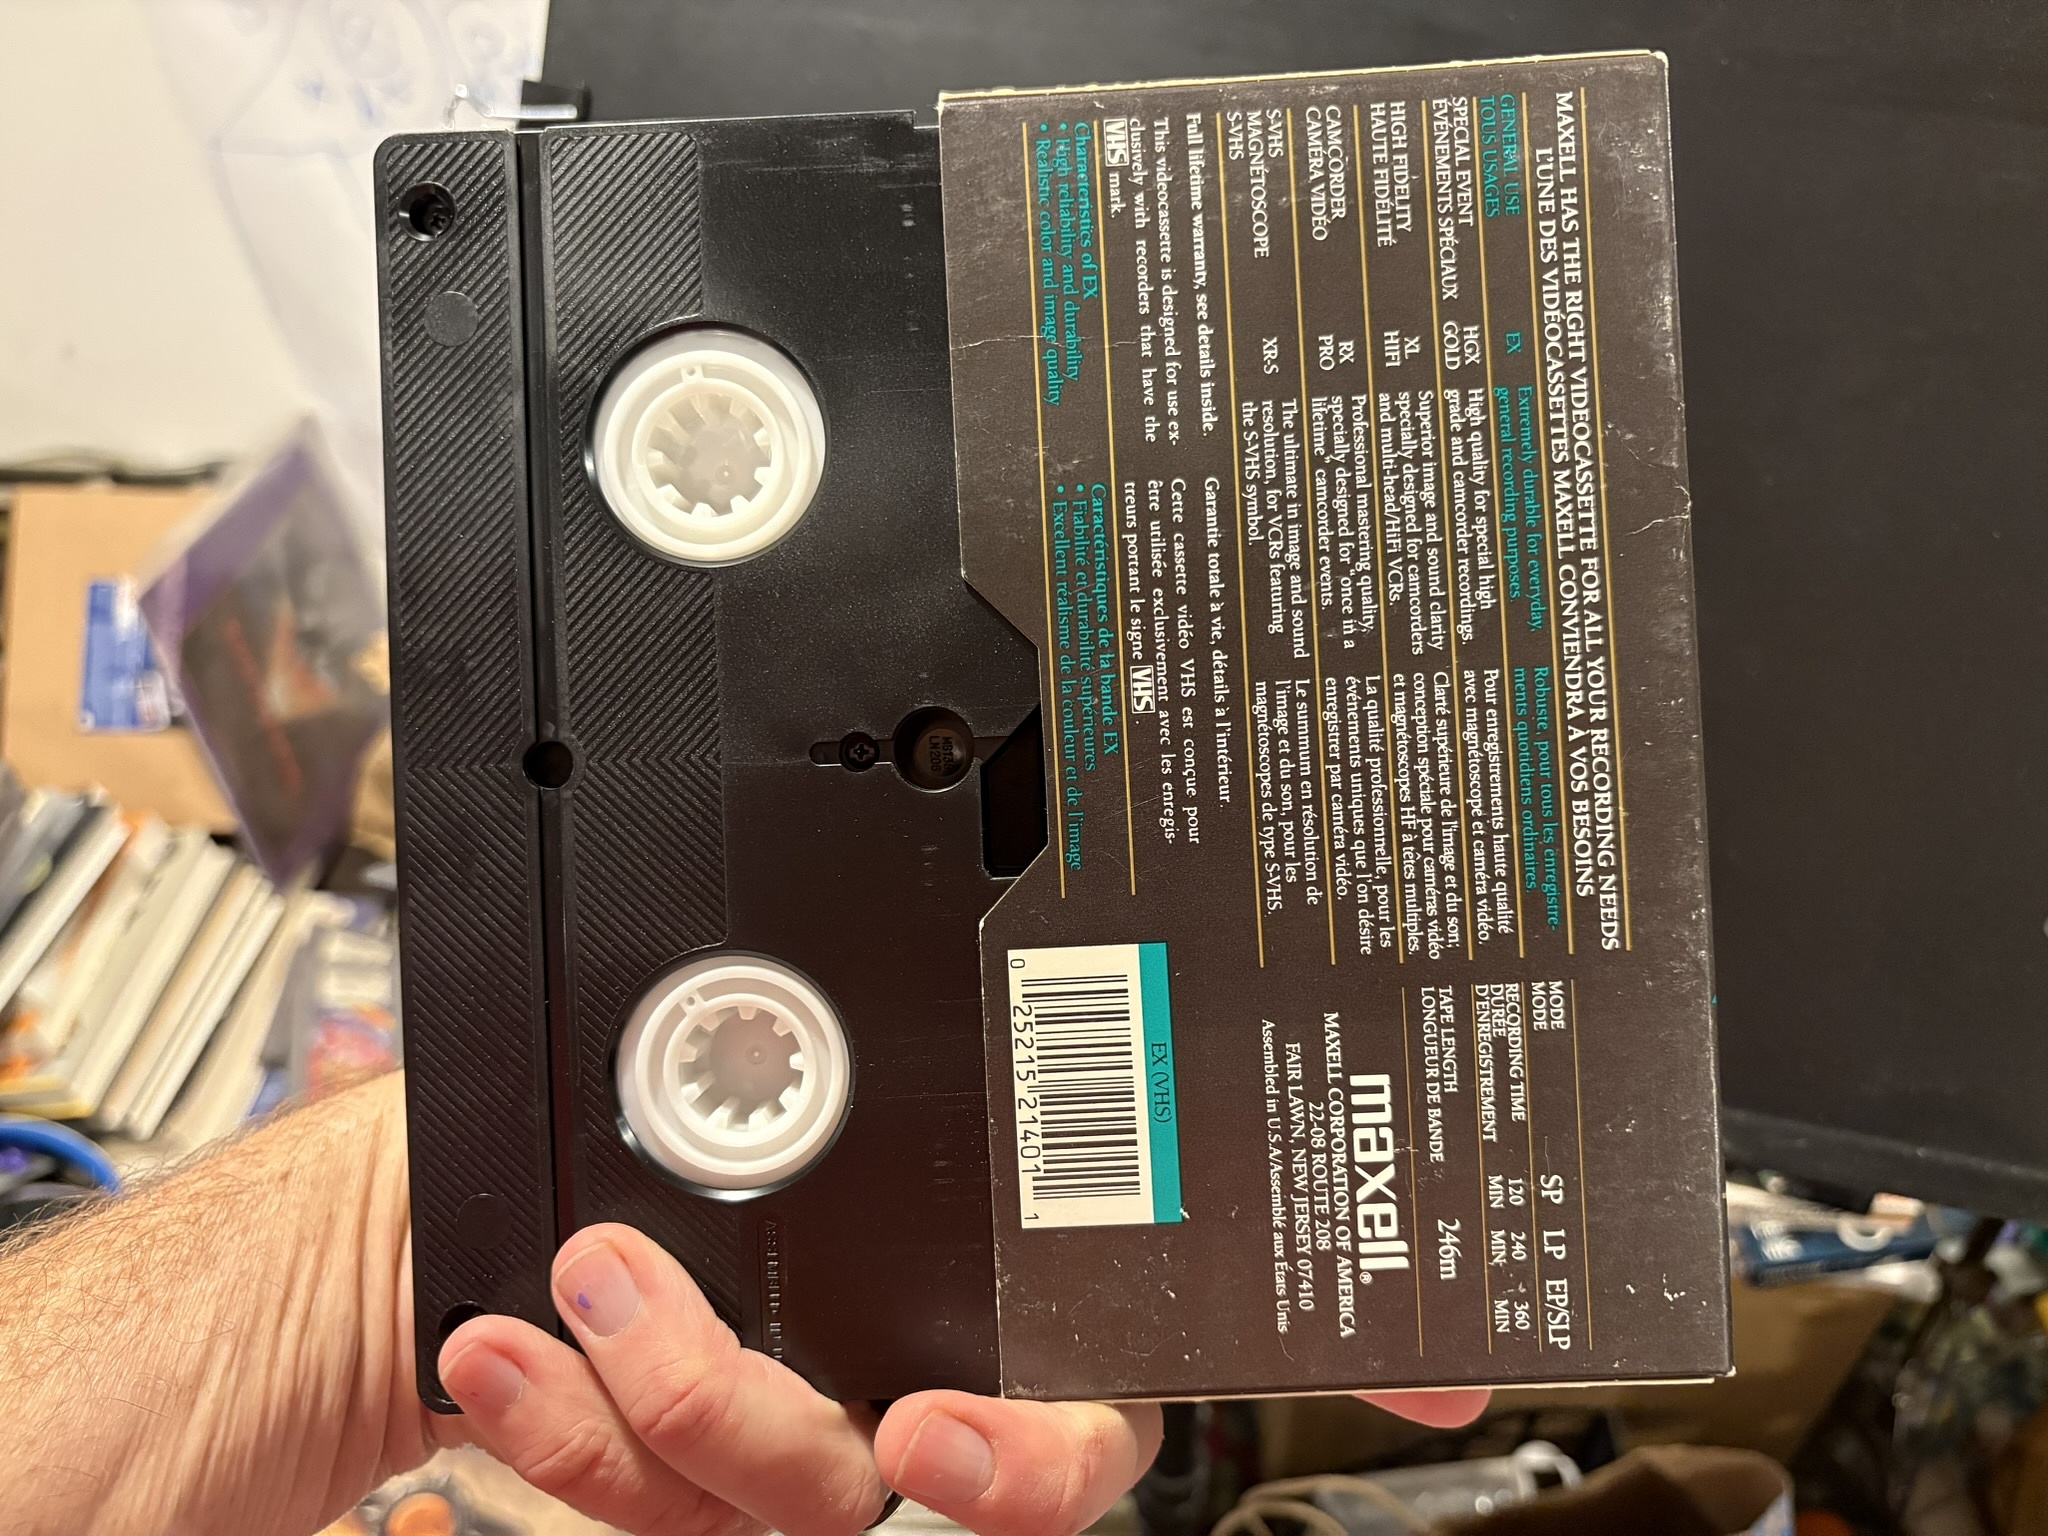 MAXELL HAS THE RIGHT VIDEOCASSETTE FOR ALL YOUR RECORDING NEEDS
L'UNE DES VIDÉOCASSETTES MAXELL CONVIENDRA À VOS BESOINS
GENERAL USE
TOUS USAGES
EX
Extremely durable for everyday,
general recording purposes.
Robuste, pour tous les enregistre-
ments quotidiens ordinaires.
SPECIAL EVENT
ÉVÉNEMENTS SPÉCIAUX
HGX
GOLD
High quality for special high
grade and camcorder recordings.
Pour enregistrements haute qualité
avec magnétoscope et caméra vidéo.
HIGH FIDELITY
HAUTE FIDÉLITÉ
XL
HIFI
Superior image and sound clarity
specially designed for camcorders
and multi-head/HiFi VCRs.
Clarté supérieure de l'image et du son;
conception spéciale pour caméras vidéo
et magnétoscopes HF à têtes multiples.
CAMCORDER
CAMÉRA VIDÉO
RX
PRO
Professional mastering quality,
specially designed for "once in a
lifetime" camcorder events.
La qualité professionnelle, pour les
événements uniques que l'on désire
enregistrer par caméra vidéo.
S-VHS
MAGNÉTOSCOPE
S-VHS
XR-S
The ultimate in image and sound
resolution, for VCRs featuring
the S-VHS symbol.
Le summum en résolution de
l'image et du son, pour les
magnétoscopes de type S-VHS.
Full lifetime warranty, see details inside.
This videocassette is designed for use ex-
clusively with recorders that have the
VHS mark.
Garantie totale à vie, détails à l'intérieur.
Cette cassette vidéo VHS est conçue pour
être utilisée exclusivement avec les enregis-
treurs portant le signe VHS.
Characteristics of EX
• High reliability and durability
• Realistic color and image quality
Caractéristiques de la bande EX
• Fiabilité et durabilité supérieures
• Excellent réalisme de la couleur et de l'image
MODE
MODE
SP LP EP/SLP
RECORDING TIME
DURÉE
D'ENREGISTREMENT
120 240 360
MIN MIN MIN
TAPE LENGTH
LONGUEUR DE BANDE
246m
maxell®
MAXELL CORPORATION OF AMERICA
22-08 ROUTE 208
FAIR LAWN, NEW JERSEY 07410
Assembled in U.S.A/Assemblé aux États Unis
EX (VHS)
0 25215 21401 1